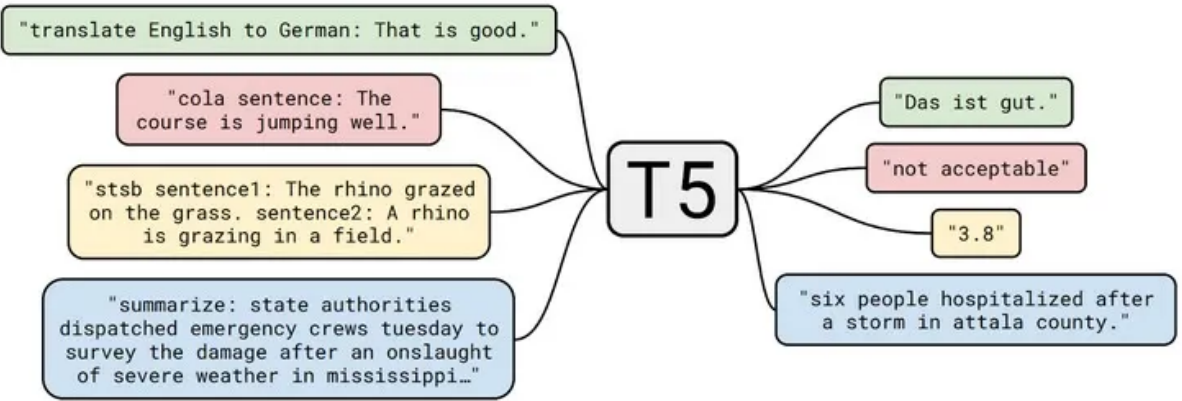 "translate English to German: That is good."
"cola sentence: The
course is jumping well."
"stsb sentence1: The rhino grazed
on the grass. sentence2: A rhino
is grazing in a field."
"summarize: state authorities
dispatched emergency crews tuesday to
survey the damage after an onslaught
of severe weather in mississippi…"
T5
"Das ist gut."
"not acceptable"
"3.8"
"six people hospitalized after
a storm in attala county."